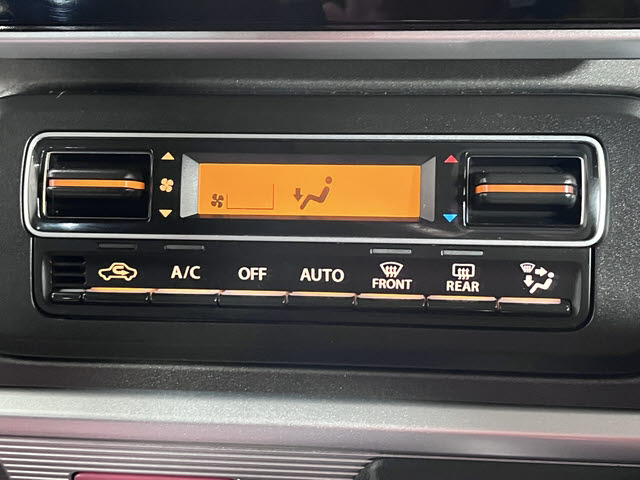 A/C OFF AUTO FRONT REAR